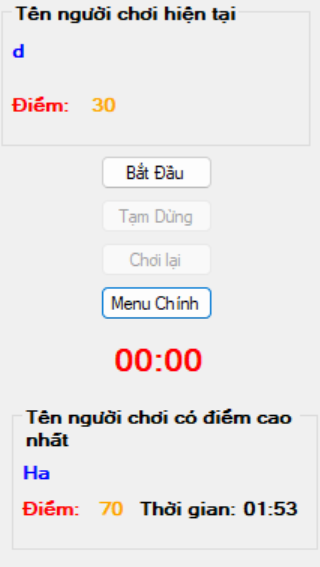 Tên người chơi hiện tại
d
Điểm: 30
Bắt Đầu
Tạm Dừng
Chơi lại
Menu Chính
00:00
Tên người chơi có điểm cao
nhất
Ha
Điểm: 70 Thời gian: 01:53